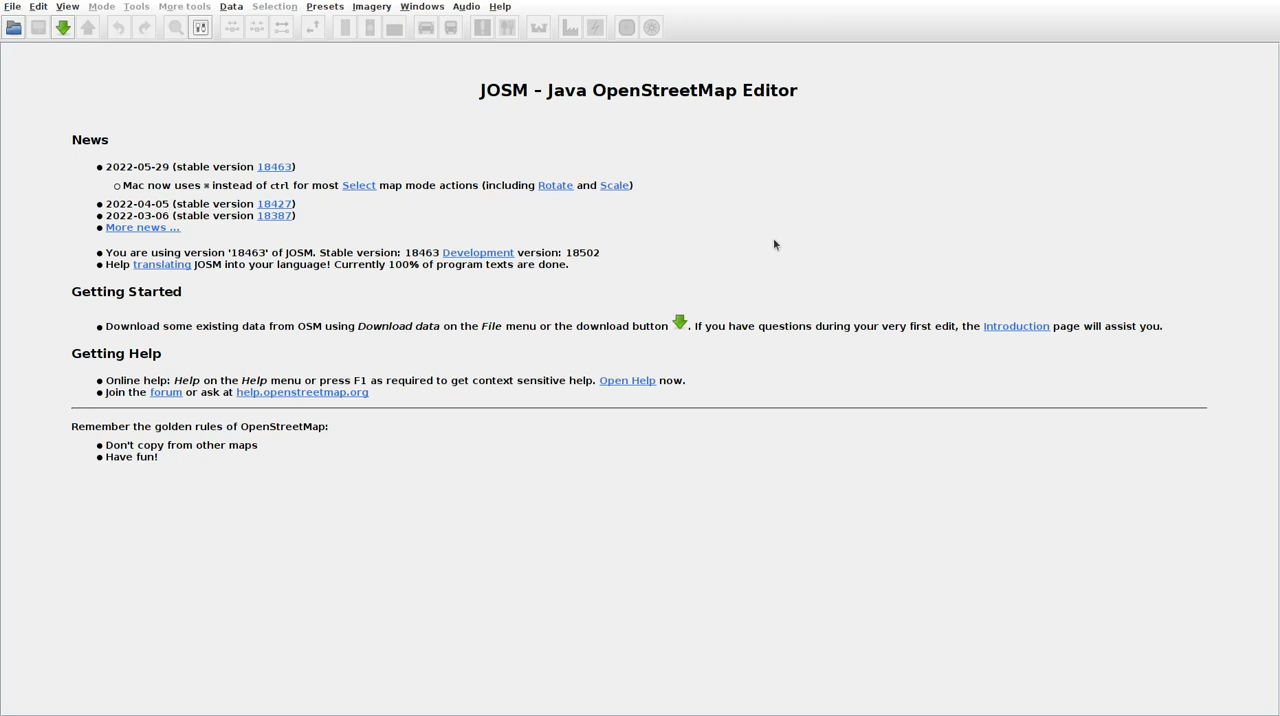 File Edit View Mode Tools More tools Data Selection Presets Imagery Windows Audio Help
JOSM – Java OpenStreetMap Editor
News
2022-05-29 (stable version 18463)
Mac now uses ⌘ instead of ctrl for most Select map mode actions (including Rotate and Scale)
2022-04-05 (stable version 18427)
2022-03-06 (stable version 18387)
More news ...
You are using version '18463' of JOSM. Stable version: 18463 Development version: 18502
Help translating JOSM into your language! Currently 100% of program texts are done.
Getting Started
Download some existing data from OSM using Download data on the File menu or the download button . If you have questions during your very first edit, the Introduction page will assist you.
Getting Help
Online help: Help on the Help menu or press F1 as required to get context sensitive help. Open Help now.
Join the forum or ask at help.openstreetmap.org
Remember the golden rules of OpenStreetMap:
Don't copy from other maps
Have fun!